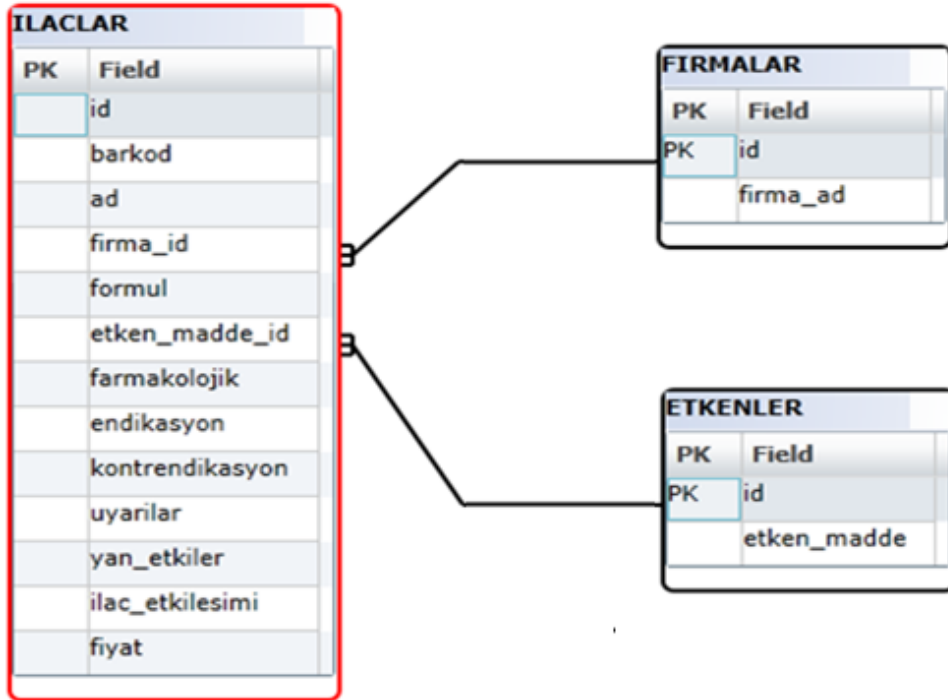 ILACLAR
PK Field
id
barkod
ad
firma_id
formul
etken_madde_id
farmakolojik
endikasyon
kontrendikasyon
uyarilar
yan_etkiler
ilac_etkilesimi
fiyat
FIRMALAR
PK Field
PK id
firma_ad
ETKENLER
PK Field
PK id
etken_madde